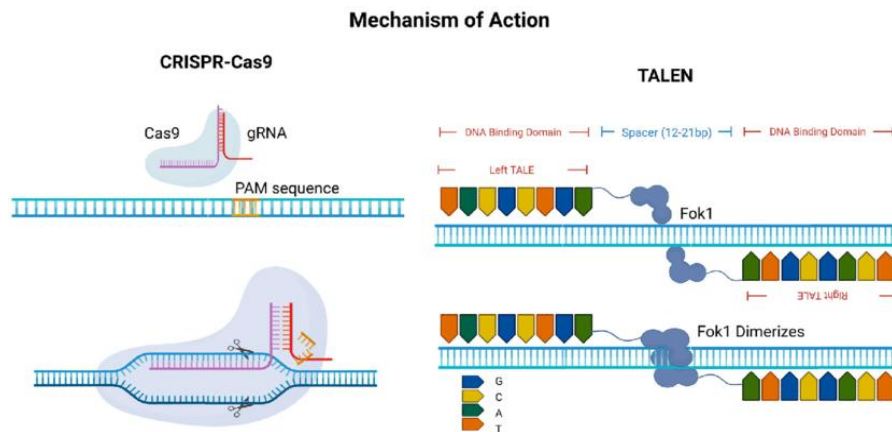 Mechanism of Action
CRISPR-Cas9
Cas9
gRNA
PAM sequence
TALEN
DNA Binding Domain
Spacer (12-21bp)
DNA Binding Domain
Left TALE
Fok1
Right TALE
Fok1 Dimerizes
G
C
A
T